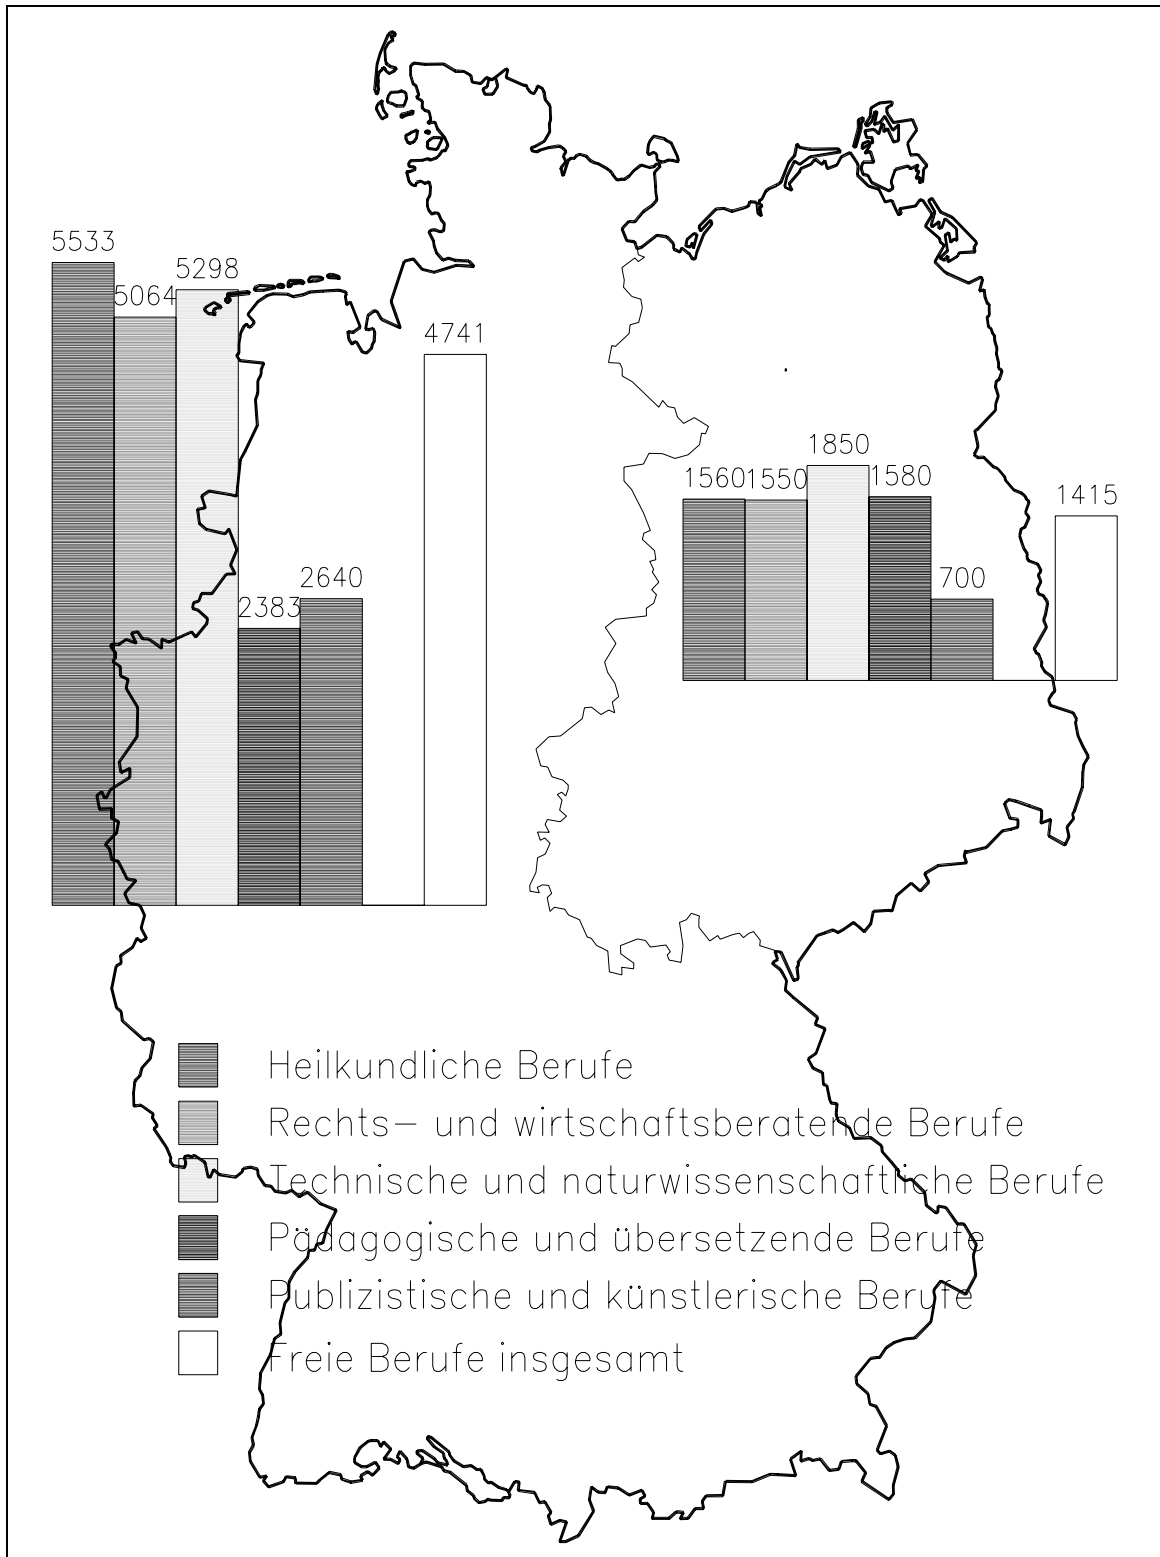 5533
5064
5298
2383
2640
4741
1560
1550
1850
1580
700
1415
Heilkundliche Berufe
Rechts– und wirtschaftsberatende Berufe
Technische und naturwissenschaftliche Berufe
Pädagogische und übersetzende Berufe
Publizistische und künstlerische Berufe
Freie Berufe insgesamt